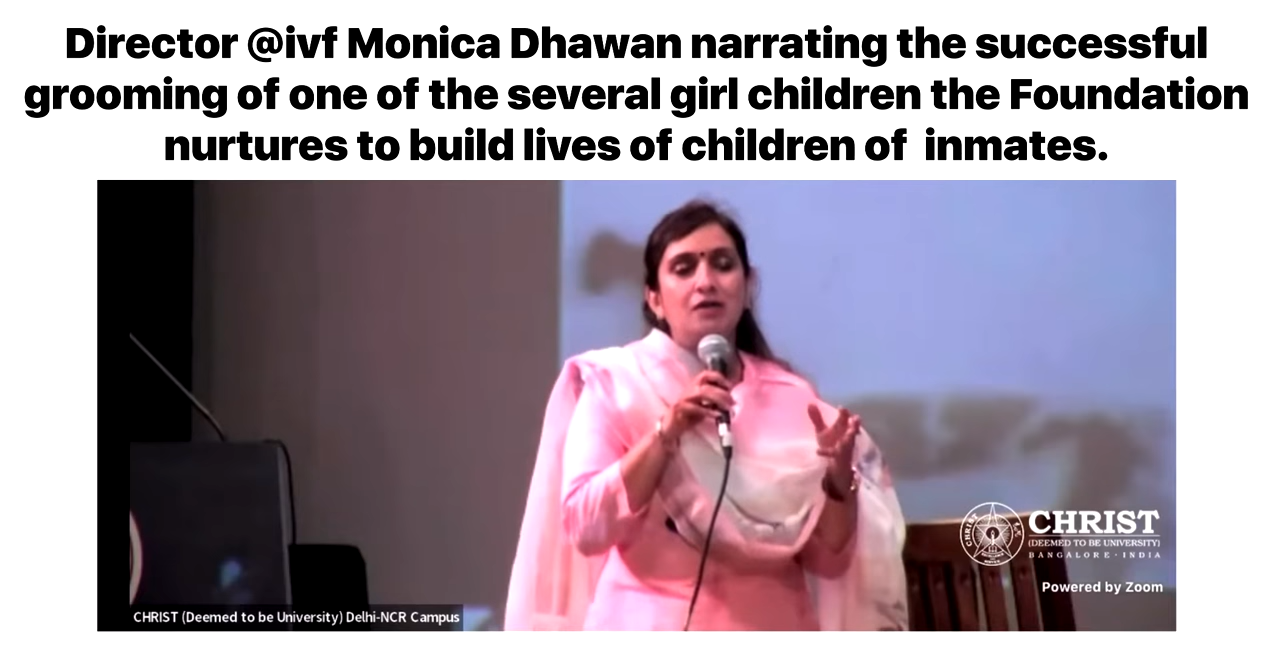 Director @ivf Monica Dhawan narrating the successful
grooming of one of the several girl children the Foundation
nurtures to build lives of children of  inmates.
CHRIST
(DEEMED TO BE UNIVERSITY)
BANGALORE · INDIA
Powered by Zoom
CHRIST (Deemed to be University) Delhi-NCR Campus